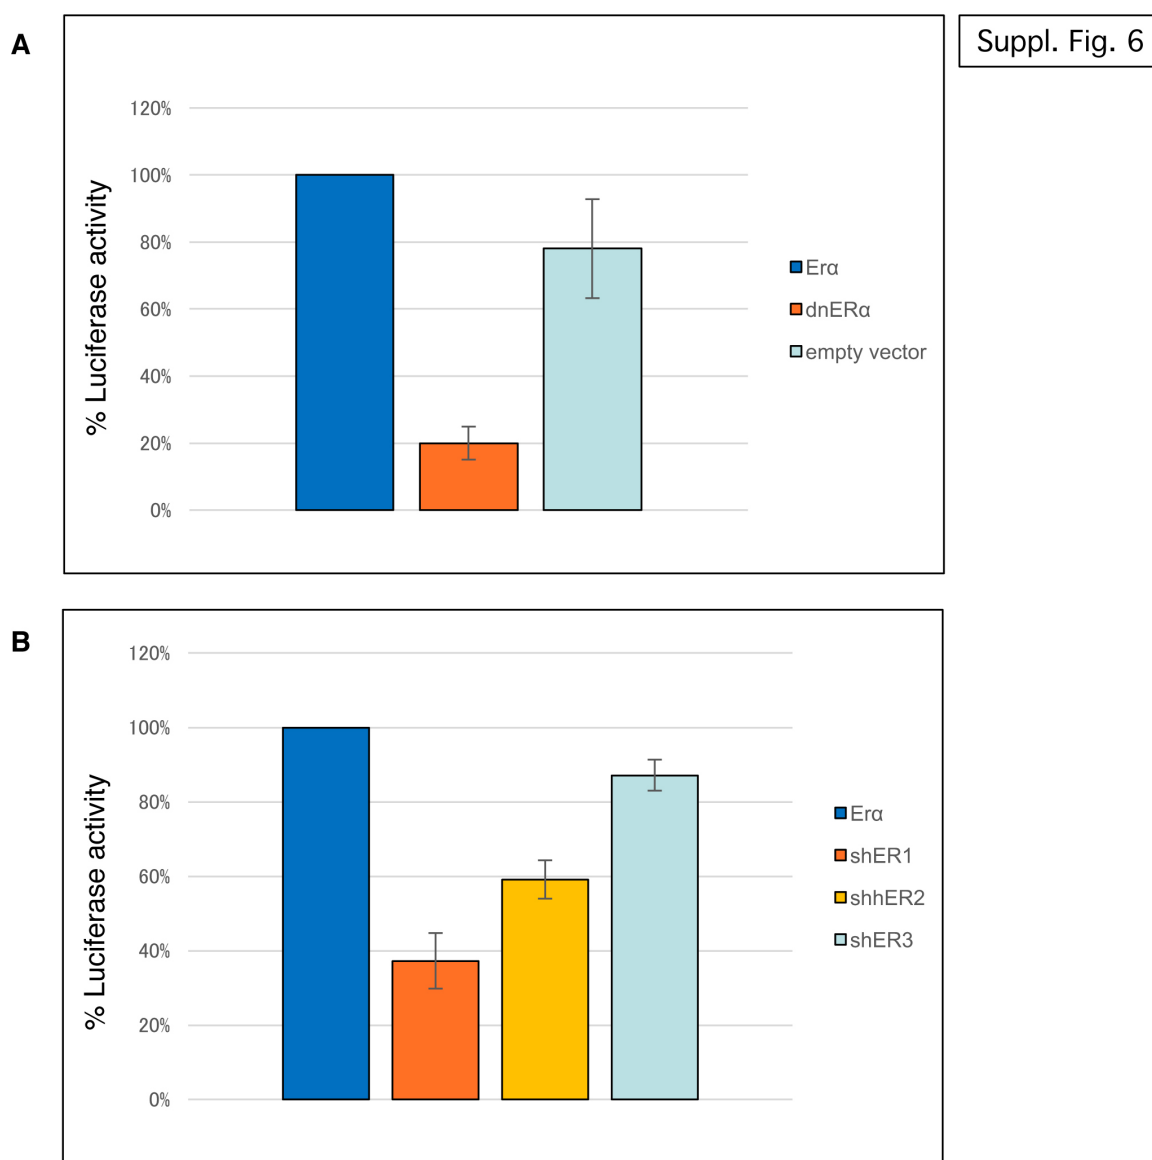 A
Suppl. Fig. 6
120%
100%
80%
60%
40%
20%
0%
% Luciferase activity
Erα
dnERα
empty vector
B
120%
100%
80%
60%
40%
20%
0%
% Luciferase activity
Erα
shER1
shhER2
shER3